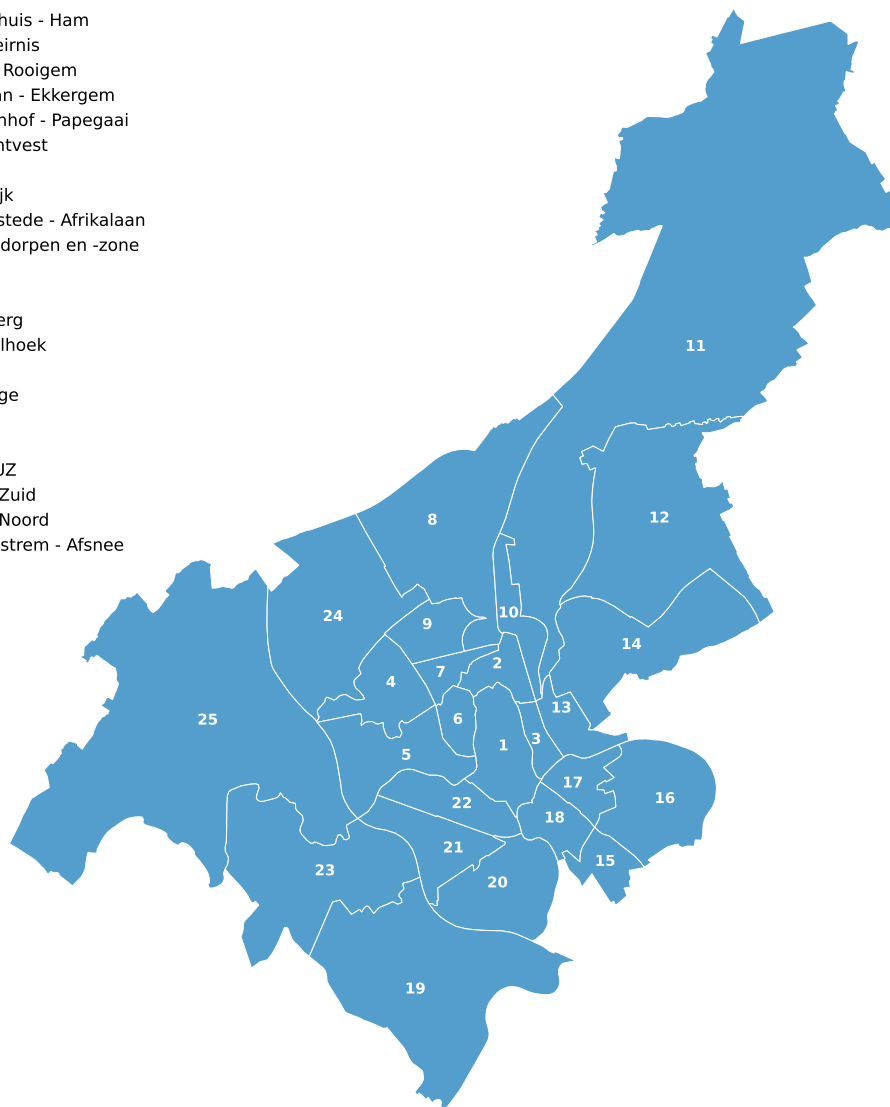 huis - Ham
eirnis
Rooigem
an - Ekkergem
nhof - Papegaai
ntvest
jk
stede - Afrikalaan
dorpen en -zone
erg
lhoek
ge
UZ
Zuid
Noord
strem - Afsnee
11
8
12
10
24
9
14
2
7
4
13
6
25
3
1
5
17
16
22
18
21
15
23
20
19